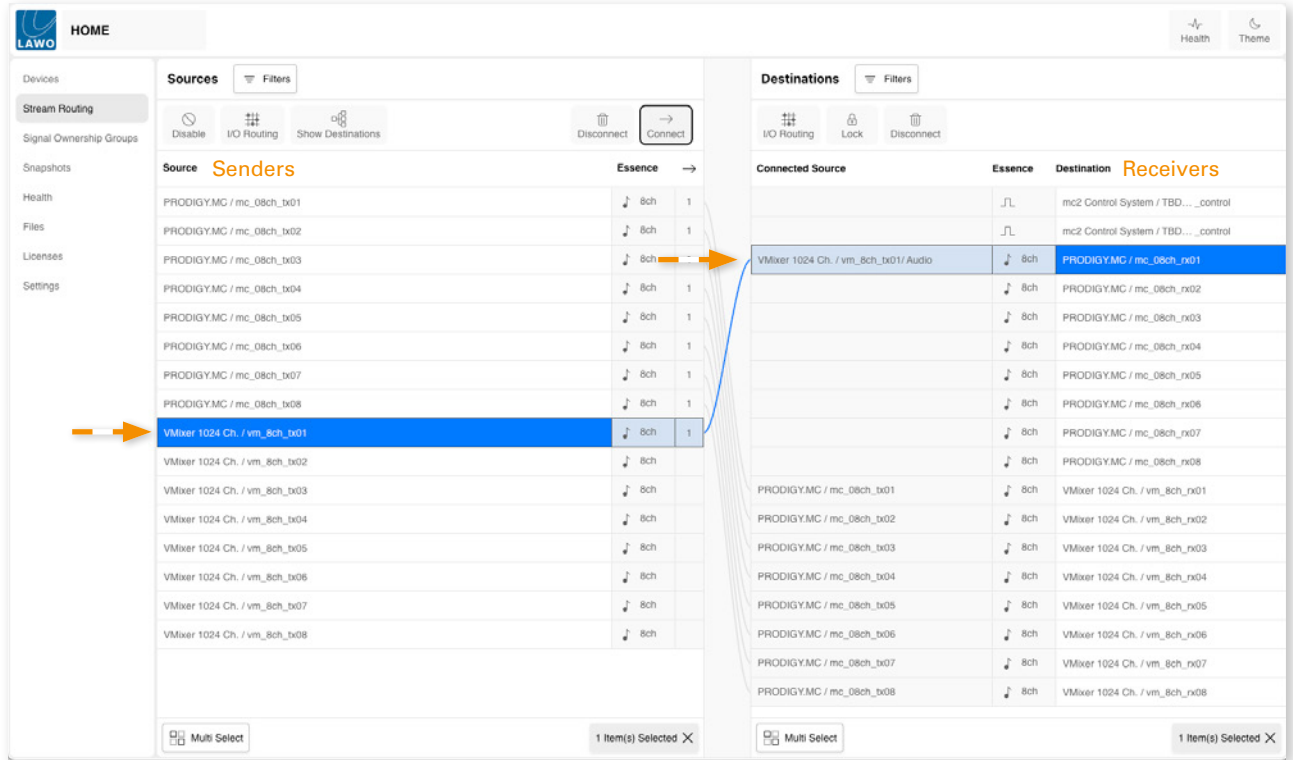 LAWO
HOME
Health
Theme
Devices
Stream Routing
Signal Ownership Groups
Snapshots
Health
Files
Licenses
Settings
Sources Filters
Disable I/O Routing Show Destinations Disconnect Connect
Source Senders Essence →
PRODIGY.MC / mc_08ch_tx01 8ch 1
PRODIGY.MC / mc_08ch_tx02 8ch 1
PRODIGY.MC / mc_08ch_tx03 8ch
PRODIGY.MC / mc_08ch_tx04 8ch 1
PRODIGY.MC / mc_08ch_tx05 8ch 1
PRODIGY.MC / mc_08ch_tx06 8ch 1
PRODIGY.MC / mc_08ch_tx07 8ch 1
PRODIGY.MC / mc_08ch_tx08 8ch 1
VMixer 1024 Ch. / vm_8ch_tx01 8ch 1
VMixer 1024 Ch. / vm_8ch_tx02 8ch
VMixer 1024 Ch. / vm_8ch_tx03 8ch
VMixer 1024 Ch. / vm_8ch_tx04 8ch
VMixer 1024 Ch. / vm_8ch_tx05 8ch
VMixer 1024 Ch. / vm_8ch_tx06 8ch
VMixer 1024 Ch. / vm_8ch_tx07 8ch
VMixer 1024 Ch. / vm_8ch_tx08 8ch
Multi Select 1 Item(s) Selected X
Destinations Filters
I/O Routing Lock Disconnect
Connected Source Essence Destination Receivers
mc2 Control System / TBD... _control
mc2 Control System / TBD... _control
VMixer 1024 Ch. / vm_8ch_tx01/ Audio 8ch PRODIGY.MC / mc_08ch_rx01
8ch PRODIGY.MC / mc_08ch_rx02
8ch PRODIGY.MC / mc_08ch_rx03
8ch PRODIGY.MC / mc_08ch_rx04
8ch PRODIGY.MC / mc_08ch_rx05
8ch PRODIGY.MC / mc_08ch_rx06
8ch PRODIGY.MC / mc_08ch_rx07
8ch PRODIGY.MC / mc_08ch_rx08
PRODIGY.MC / mc_08ch_tx01 8ch VMixer 1024 Ch. / vm_8ch_rx01
PRODIGY.MC / mc_08ch_tx02 8ch VMixer 1024 Ch. / vm_8ch_rx02
PRODIGY.MC / mc_08ch_tx03 8ch VMixer 1024 Ch. / vm_8ch_rx03
PRODIGY.MC / mc_08ch_tx04 8ch VMixer 1024 Ch. / vm_8ch_rx04
PRODIGY.MC / mc_08ch_tx05 8ch VMixer 1024 Ch. / vm_8ch_rx05
PRODIGY.MC / mc_08ch_tx06 8ch VMixer 1024 Ch. / vm_8ch_rx06
PRODIGY.MC / mc_08ch_tx07 8ch VMixer 1024 Ch. / vm_8ch_rx07
PRODIGY.MC / mc_08ch_tx08 8ch VMixer 1024 Ch. / vm_8ch_rx08
Multi Select 1 Item(s) Selected X